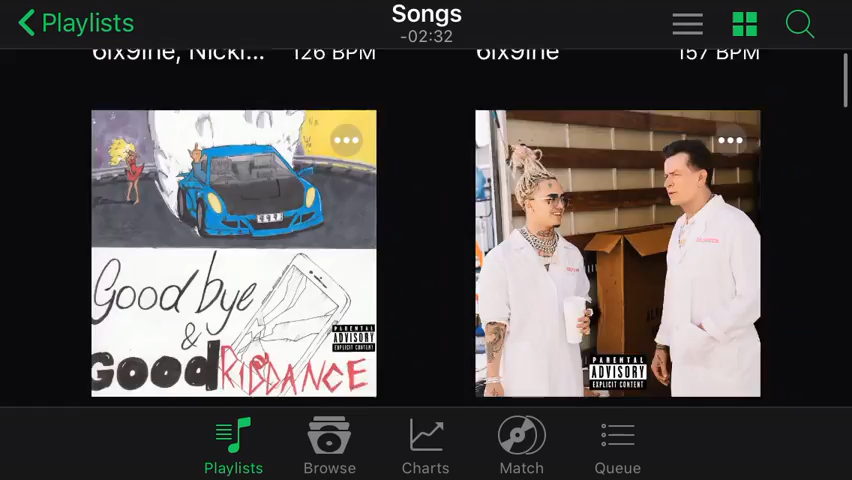 Playlists
Songs
-02:32
6ix9ine, Nicki...
126 BPM
6ix9ine
157 BPM
999
Good bye
&
GOOD RIDDANCE
PARENTAL
ADVISORY
EXPLICIT CONTENT
PARENTAL
ADVISORY
EXPLICIT CONTENT
Playlists
Browse
Charts
Match
Queue